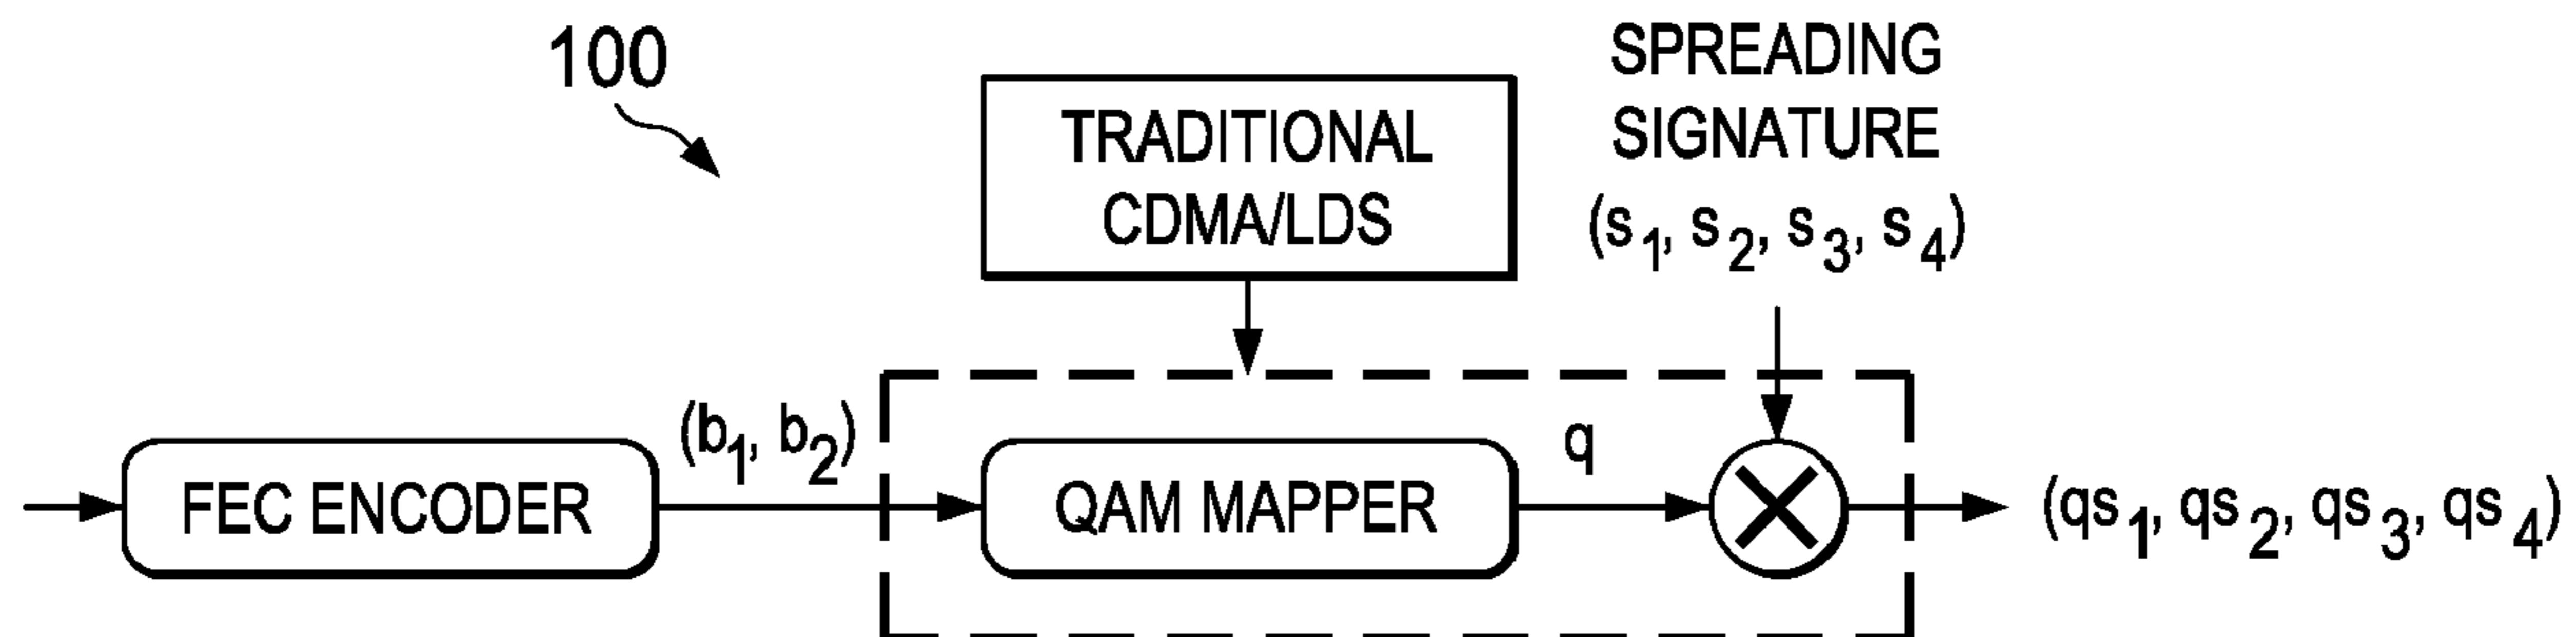 100
TRADITIONAL
CDMA/LDS
SPREADING
SIGNATURE
(s1, s2, s3, s4)
FEC ENCODER
(b1, b2)
QAM MAPPER
q
(qs1, qs2, qs3, qs4)